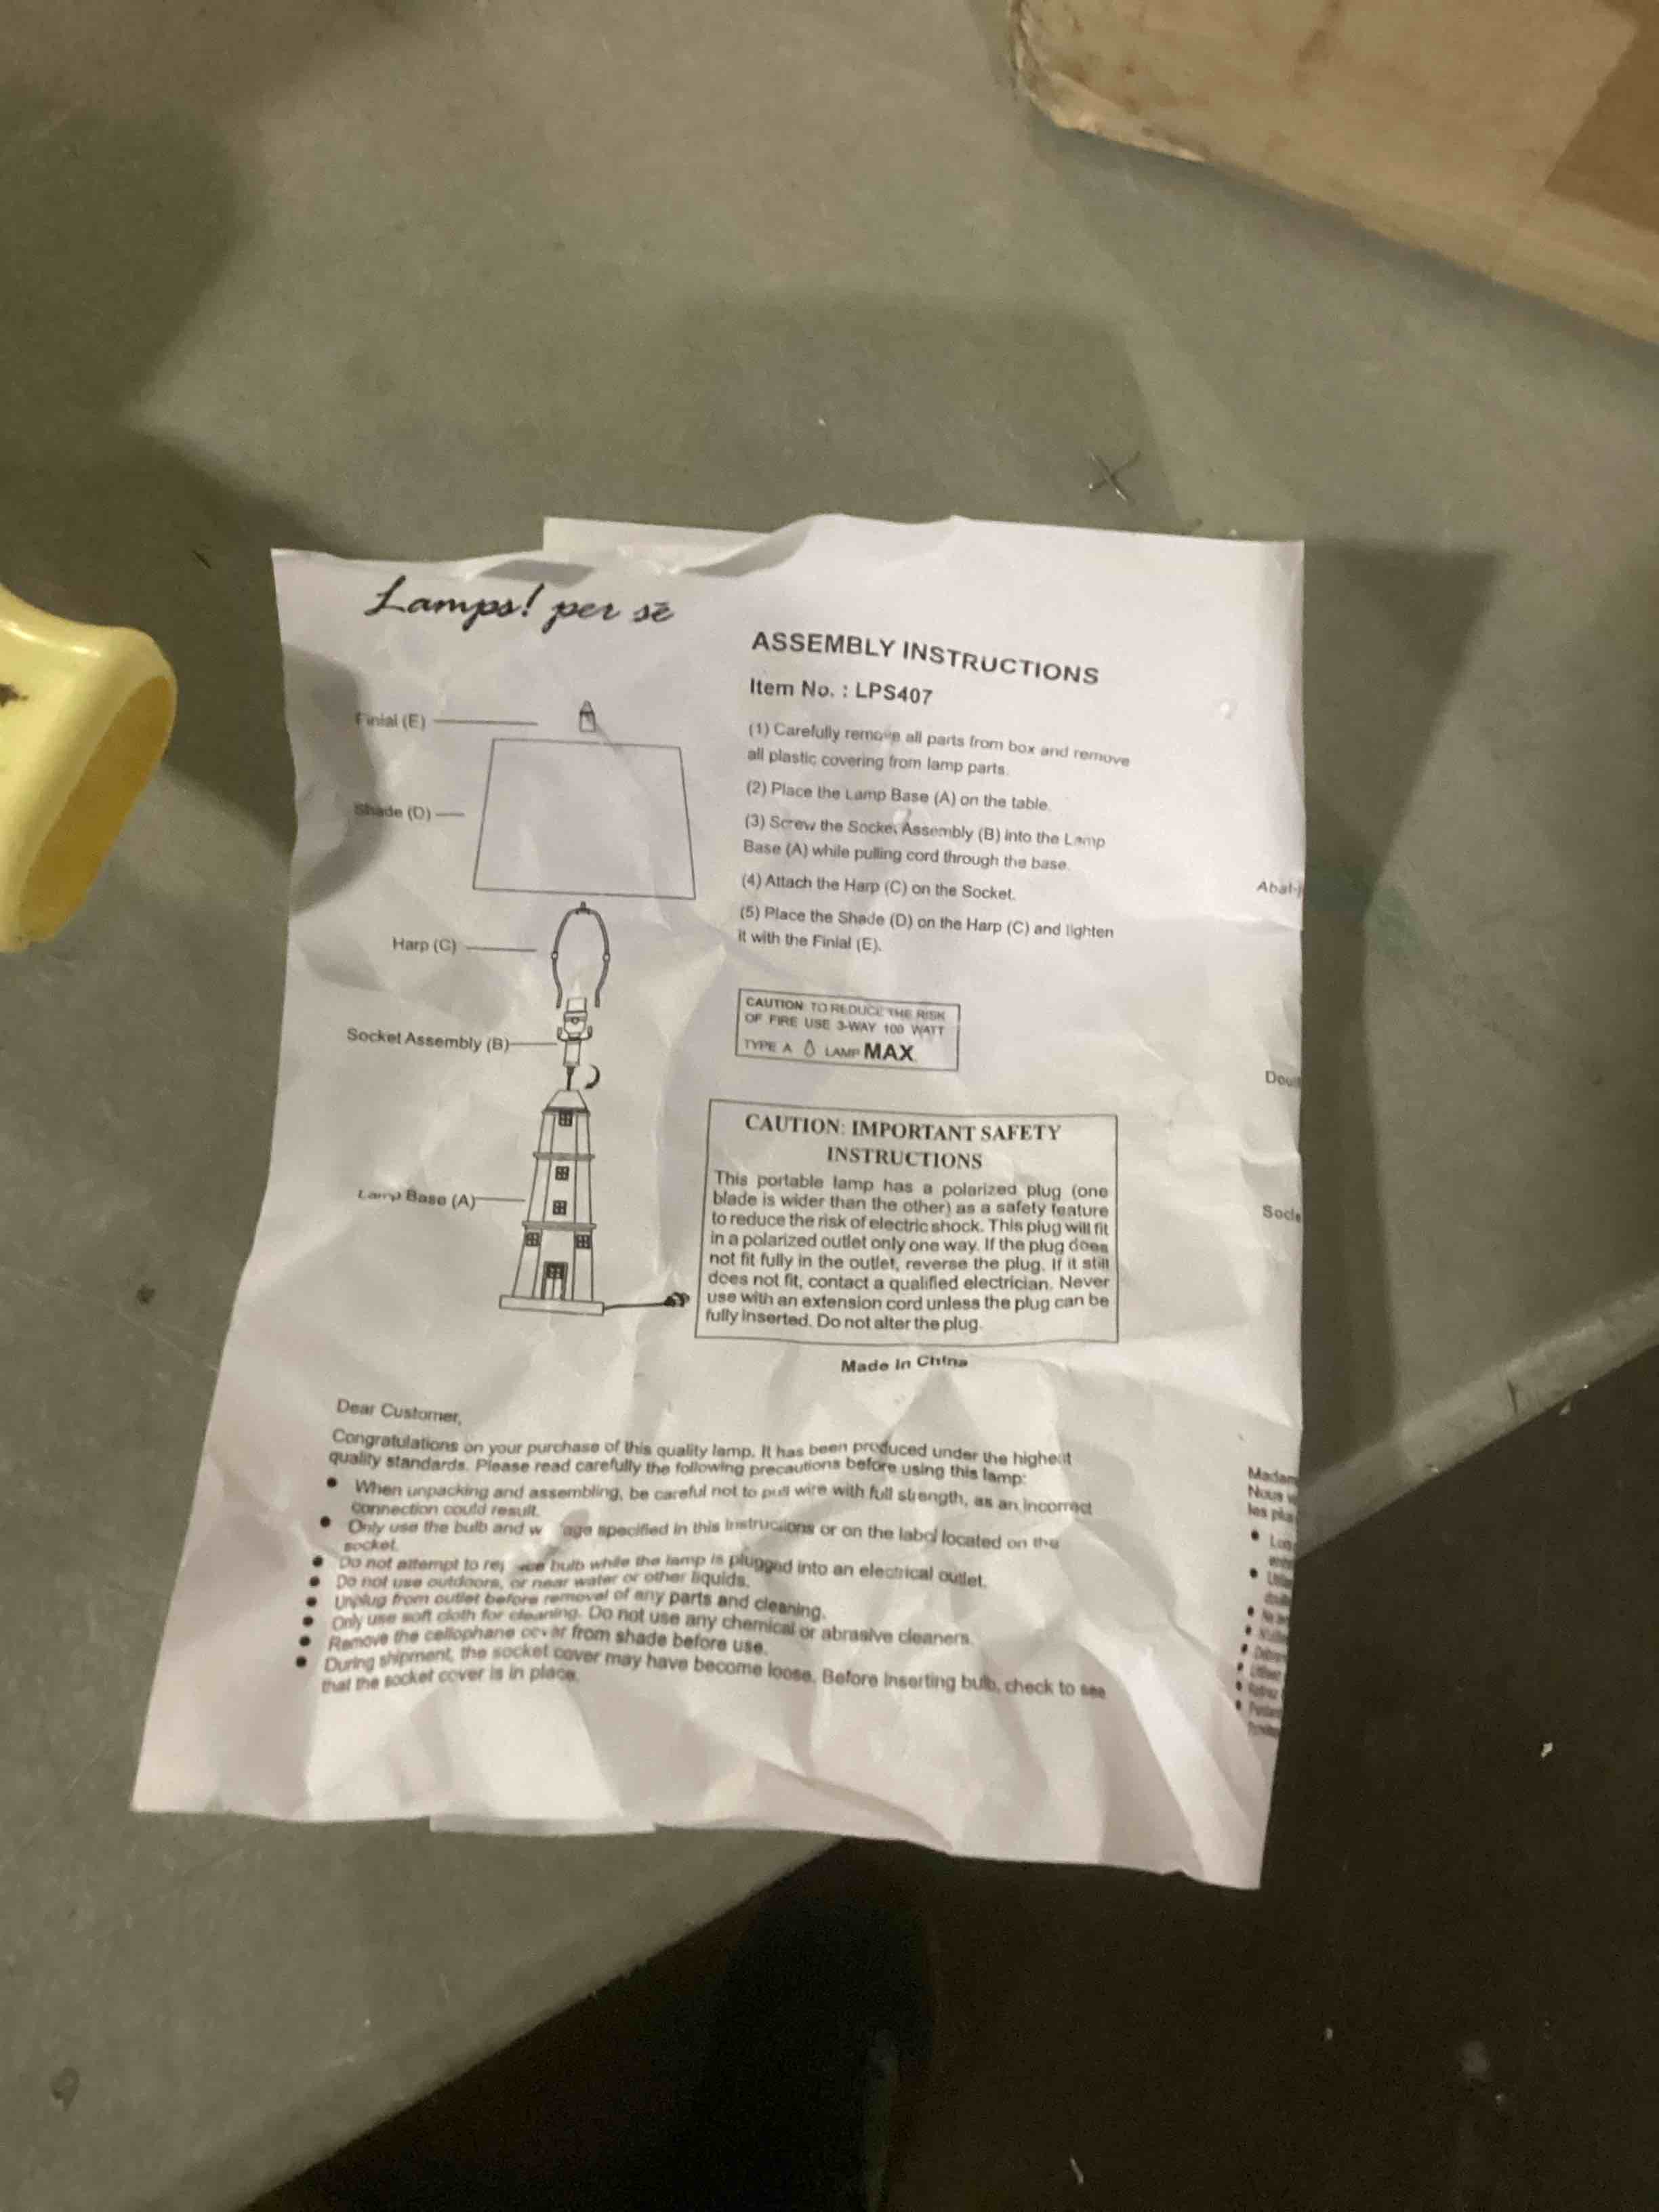 Lamps! per sē
ASSEMBLY INSTRUCTIONS
Item No. : LPS407
Finial (E)
Shade (D)
Harp (C)
Socket Assembly (B)
Lamp Base (A)
(1) Carefully remove all parts from box and remove
all plastic covering from lamp parts.
(2) Place the Lamp Base (A) on the table.
(3) Screw the Socket Assembly (B) into the Lamp
Base (A) while pulling cord through the base.
(4) Attach the Harp (C) on the Socket.
(5) Place the Shade (D) on the Harp (C) and lighten
it with the Finial (E).
CAUTION: TO REDUCE THE RISK
OF FIRE USE 3-WAY 100 WATT
TYPE A LAMP MAX
CAUTION: IMPORTANT SAFETY
INSTRUCTIONS
This portable lamp has a polarized plug (one
blade is wider than the other) as a safety feature
to reduce the risk of electric shock. This plug will fit
in a polarized outlet only one way. If the plug does
not fit fully in the outlet, reverse the plug. If it still
does not fit, contact a qualified electrician. Never
use with an extension cord unless the plug can be
fully inserted. Do not alter the plug.
Made in China
Dear Customer,
Congratulations on your purchase of this quality lamp. It has been produced under the highest
quality standards. Please read carefully the following precautions before using this lamp:
● When unpacking and assembling, be careful not to pull wire with full strength, as an incorrect
connection could result.
● Only use the bulb and specified in this instructions or on the label located on the
socket.
● Do not attempt to bulb while the lamp is plugged into an electrical outlet.
● Do not use outdoors, or near water or other liquids.
● Unplug from outlet before removal of any parts and cleaning.
● Only use soft cloth for cleaning. Do not use any chemical or abrasive cleaners.
● Remove the cellophane cover from shade before use.
● During shipment, the socket cover may have become loose. Before inserting bulb, check to see
that the socket cover is in place.
Abat-j
Doui
Socle
Madam
Nous v
les plu